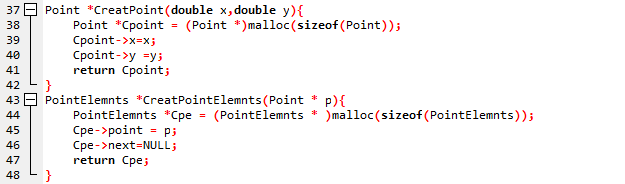 37 Point *CreatPoint(double x,double y){
38     Point *Cpoint = (Point *)malloc(sizeof(Point));
39     Cpoint->x=x;
40     Cpoint->y =y;
41     return Cpoint;
42 }
43 PointElemnts *CreatPointElemnts(Point * p){
44     PointElemnts *Cpe = (PointElemnts * )malloc(sizeof(PointElemnts));
45     Cpe->point = p;
46     Cpe->next=NULL;
47     return Cpe;
48 }